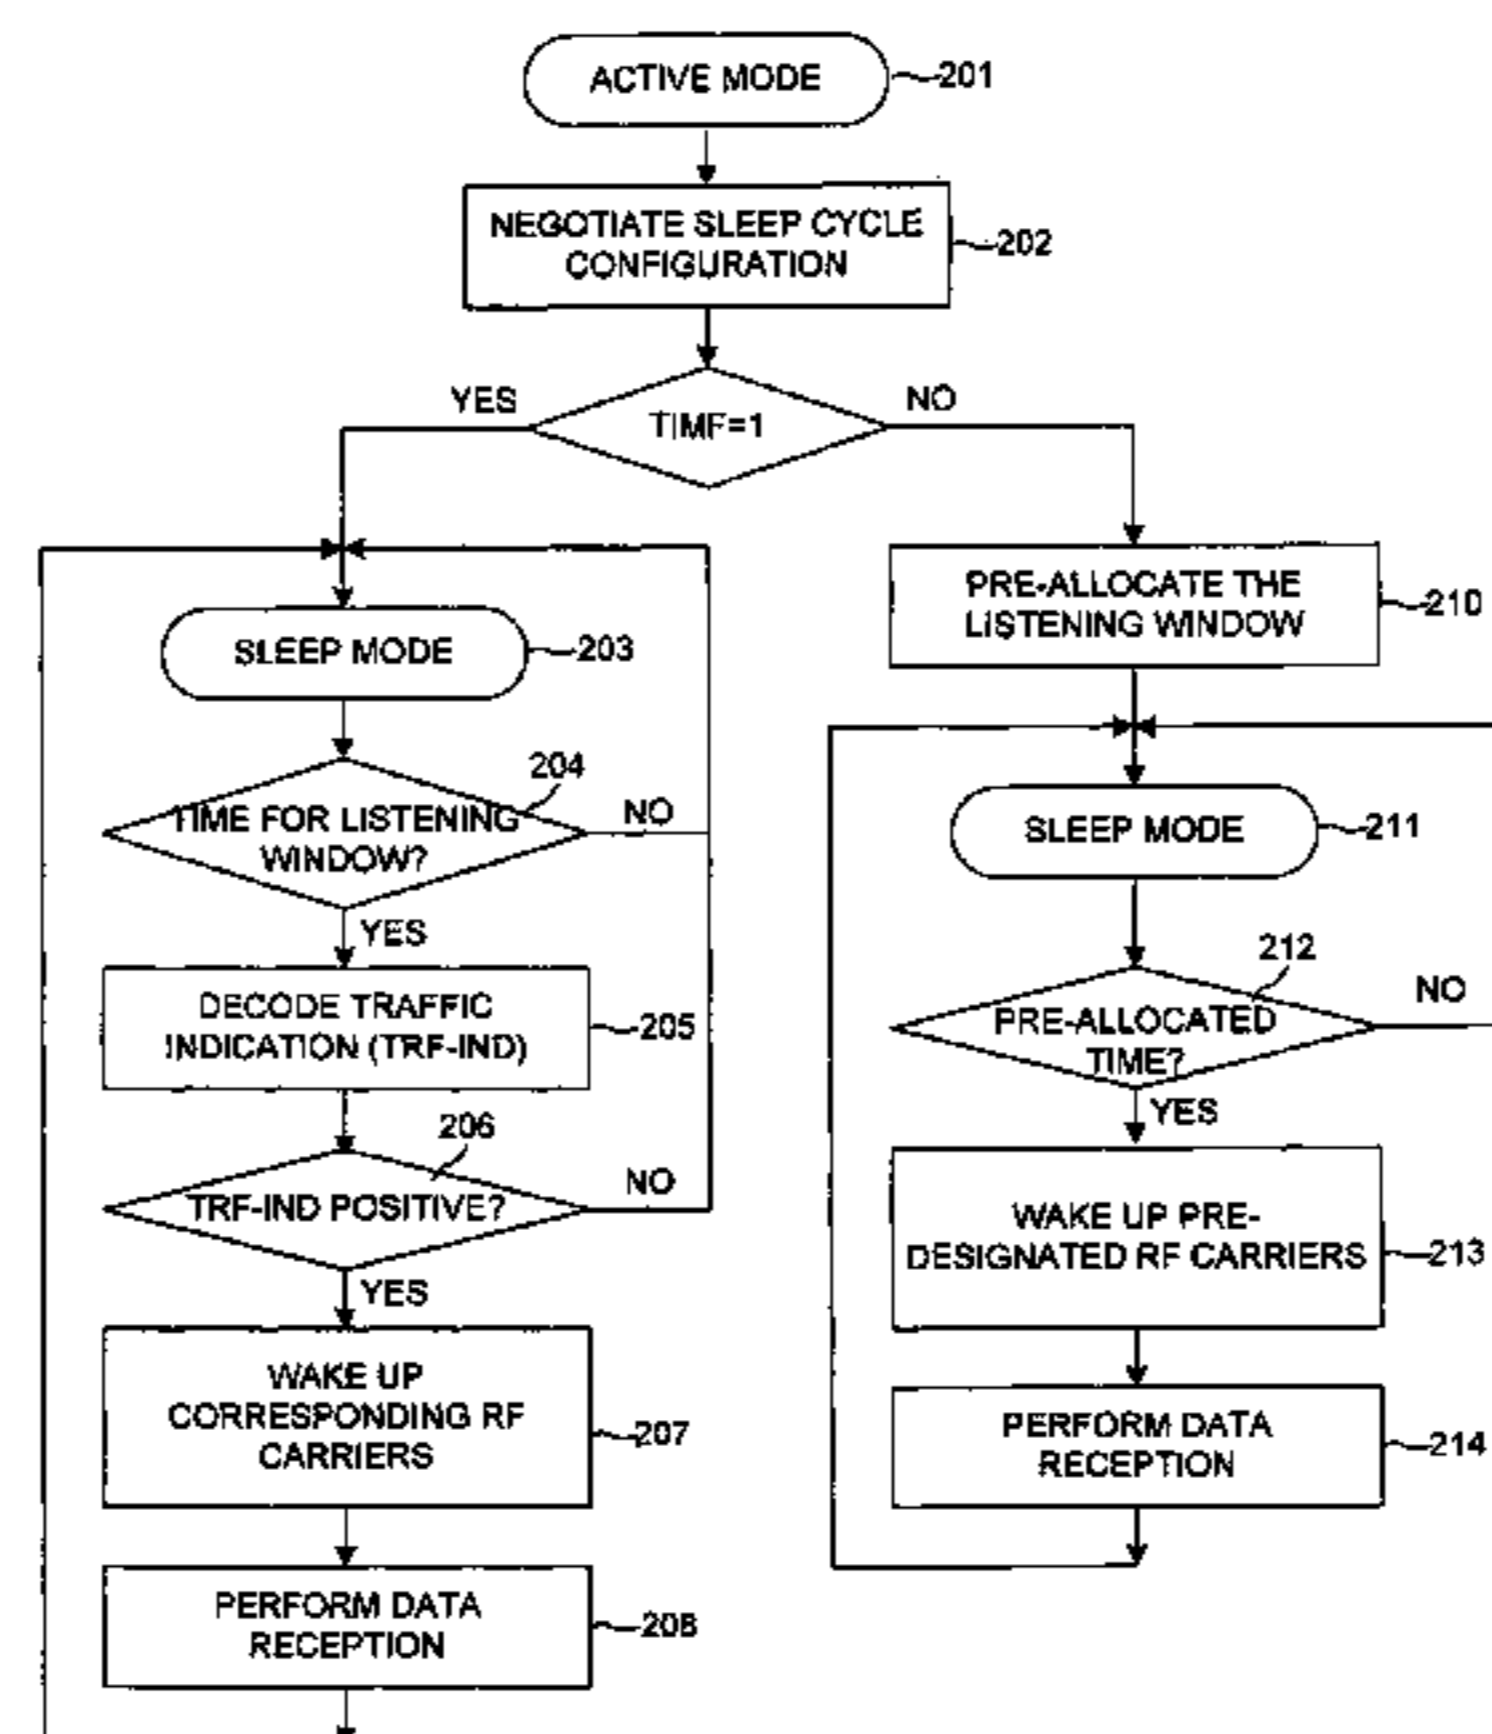 ACTIVE MODE
201
NEGOTIATE SLEEP CYCLE
CONFIGURATION
202
TIMF=1
YES
NO
SLEEP MODE
203
TIME FOR LISTENING
WINDOW?
204
NO
YES
DECODE TRAFFIC
INDICATION (TRF-IND)
205
TRF-IND POSITIVE?
206
NO
YES
WAKE UP
CORRESPONDING RF
CARRIERS
207
PERFORM DATA
RECEPTION
208
PRE-ALLOCATE THE
LISTENING WINDOW
210
SLEEP MODE
211
PRE-ALLOCATED
TIME?
212
NO
YES
WAKE UP PRE-
DESIGNATED RF CARRIERS
213
PERFORM DATA
RECEPTION
214